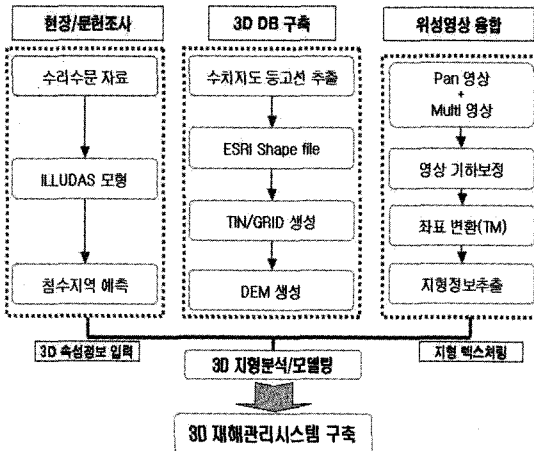 현장/문헌조사
수리수문 자료
ILLUDAS 모형
침수지역 예측
3D DB 구축
수치지도 등고선 추출
ESRI Shape file
TIN/GRID 생성
DEM 생성
위성영상 융합
Pan 영상
+
Multi 영상
영상 기하보정
좌표 변환(TM)
지형정보추출
3D 속성정보 입력
지형 텍스처링
3D 지형분석/모델링
3D 재해관리시스템 구축